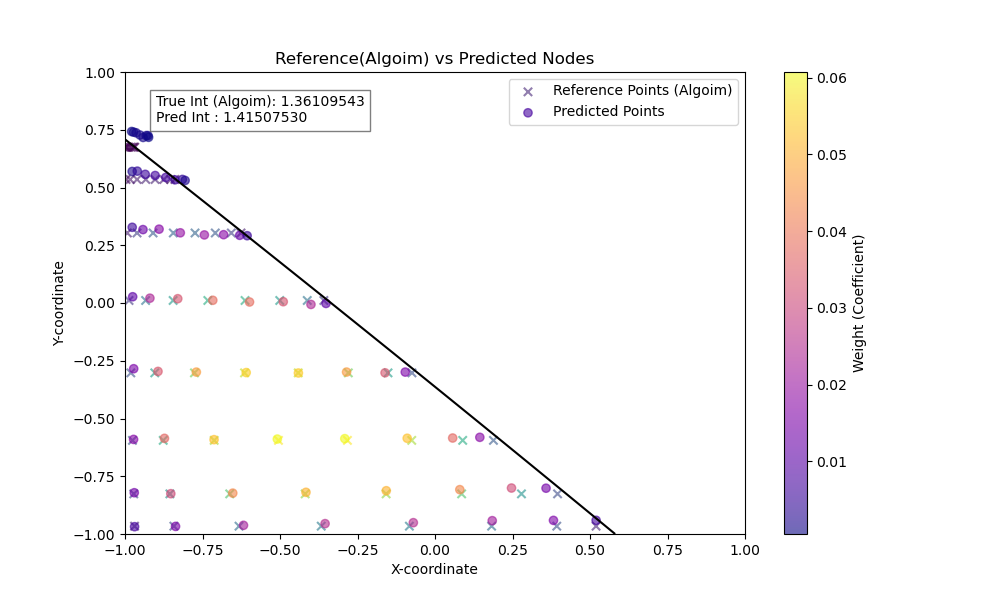 Reference(Algoim) vs Predicted Nodes
True Int (Algoim): 1.36109543
Pred Int : 1.41507530
Reference Points (Algoim)
Predicted Points
Y-coordinate
1.00
0.75
0.50
0.25
0.00
−0.25
−0.50
−0.75
−1.00
−1.00 −0.75 −0.50 −0.25 0.00 0.25 0.50 0.75 1.00
X-coordinate
0.06
0.05
0.04
0.03
0.02
0.01
Weight (Coefficient)